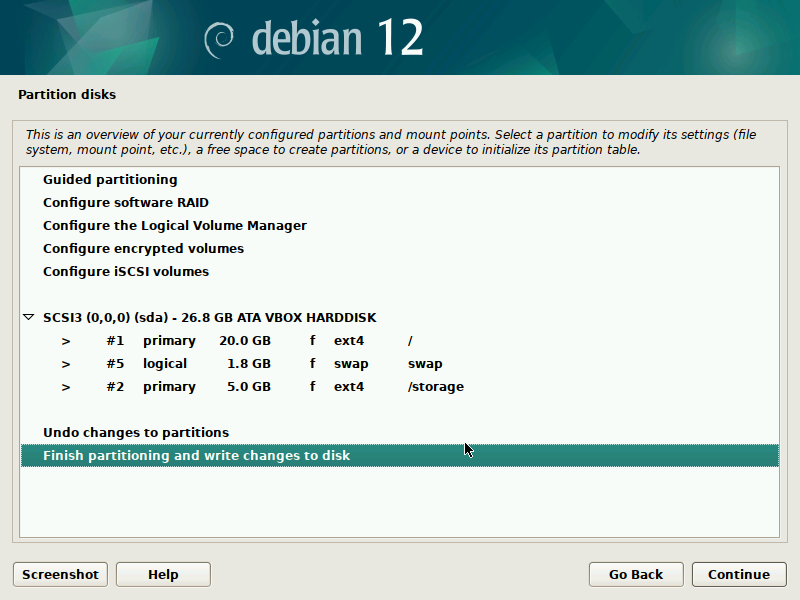 debian 12
Partition disks
This is an overview of your currently configured partitions and mount points. Select a partition to modify its settings (file
system, mount point, etc.), a free space to create partitions, or a device to initialize its partition table.
Guided partitioning
Configure software RAID
Configure the Logical Volume Manager
Configure encrypted volumes
Configure iSCSI volumes
SCSI3 (0,0,0) (sda) - 26.8 GB ATA VBOX HARDDISK
> #1 primary 20.0 GB f ext4 /
> #5 logical 1.8 GB f swap swap
> #2 primary 5.0 GB f ext4 /storage
Undo changes to partitions
Finish partitioning and write changes to disk
Screenshot Help Go Back Continue